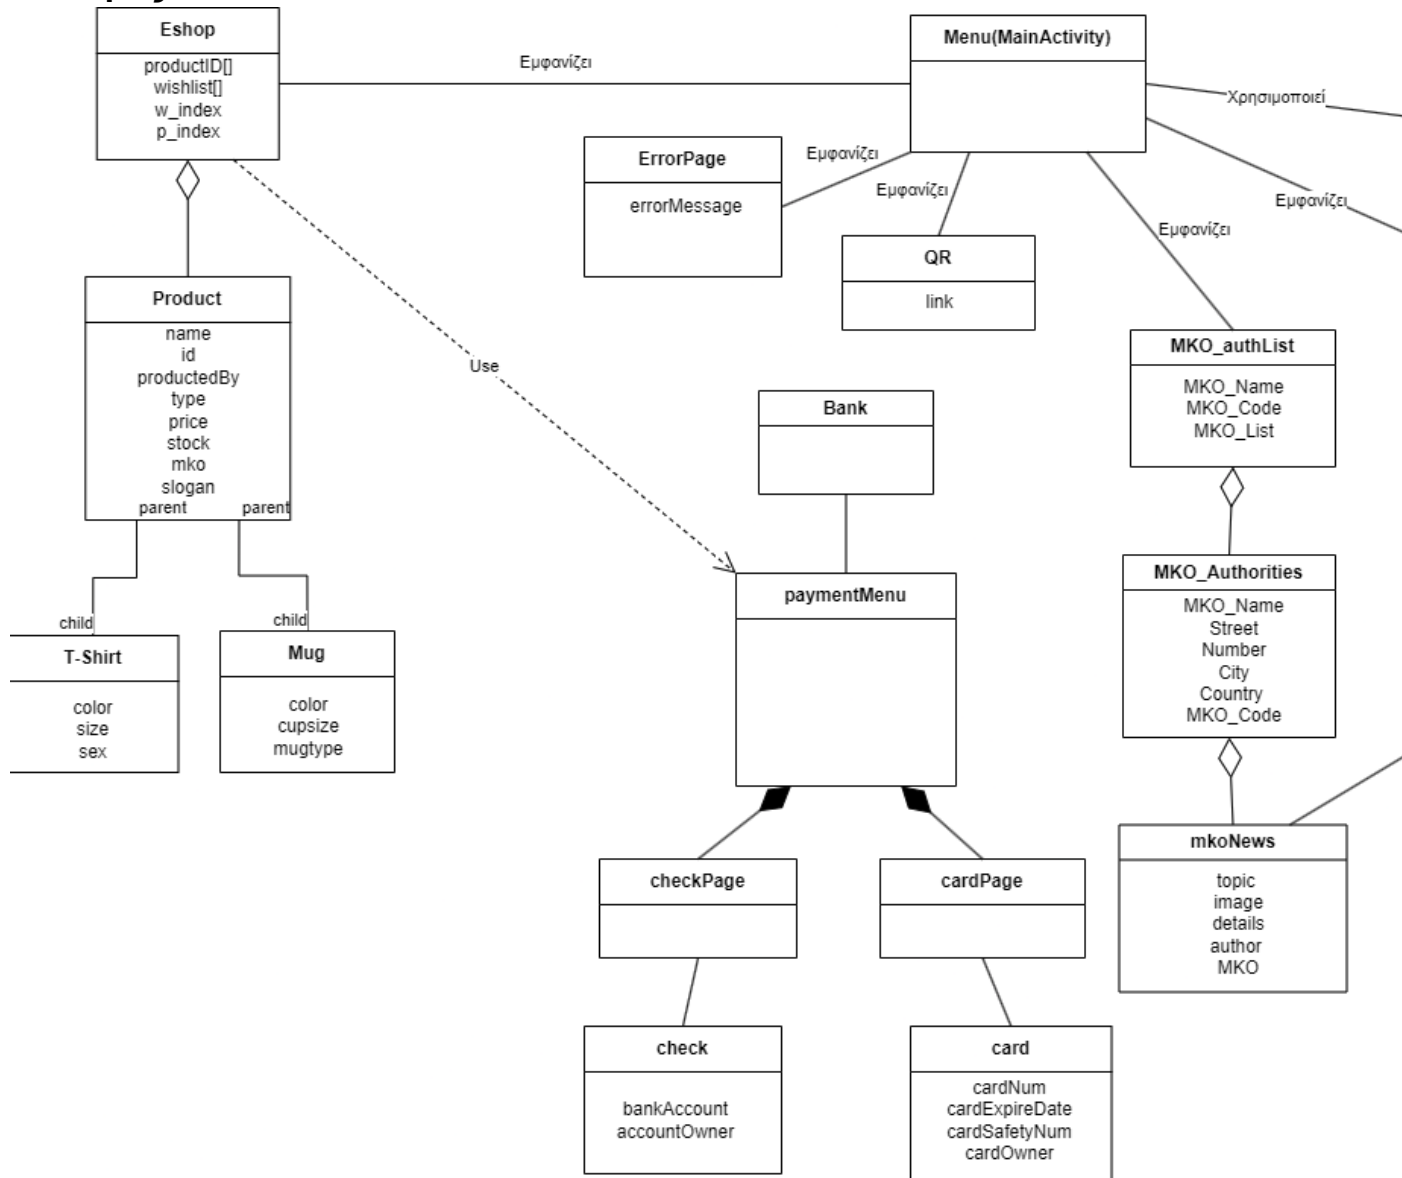 Eshop
productID[]
wishlist[]
w_index
p_index
Εμφανίζει
Menu(MainActivity)
Χρησιμοποιεί
Εμφανίζει
ErrorPage
errorMessage
Εμφανίζει
Εμφανίζει
QR
link
Εμφανίζει
Product
name
id
productedBy
type
price
stock
mko
slogan
parent
parent
Use
MKO_authList
MKO_Name
MKO_Code
MKO_List
Bank
paymentMenu
MKO_Authorities
MKO_Name
Street
Number
City
Country
MKO_Code
child
child
T-Shirt
color
size
sex
Mug
color
cupsize
mugtype
checkPage
cardPage
mkoNews
topic
image
details
author
MKO
check
bankAccount
accountOwner
card
cardNum
cardExpireDate
cardSafetyNum
cardOwner